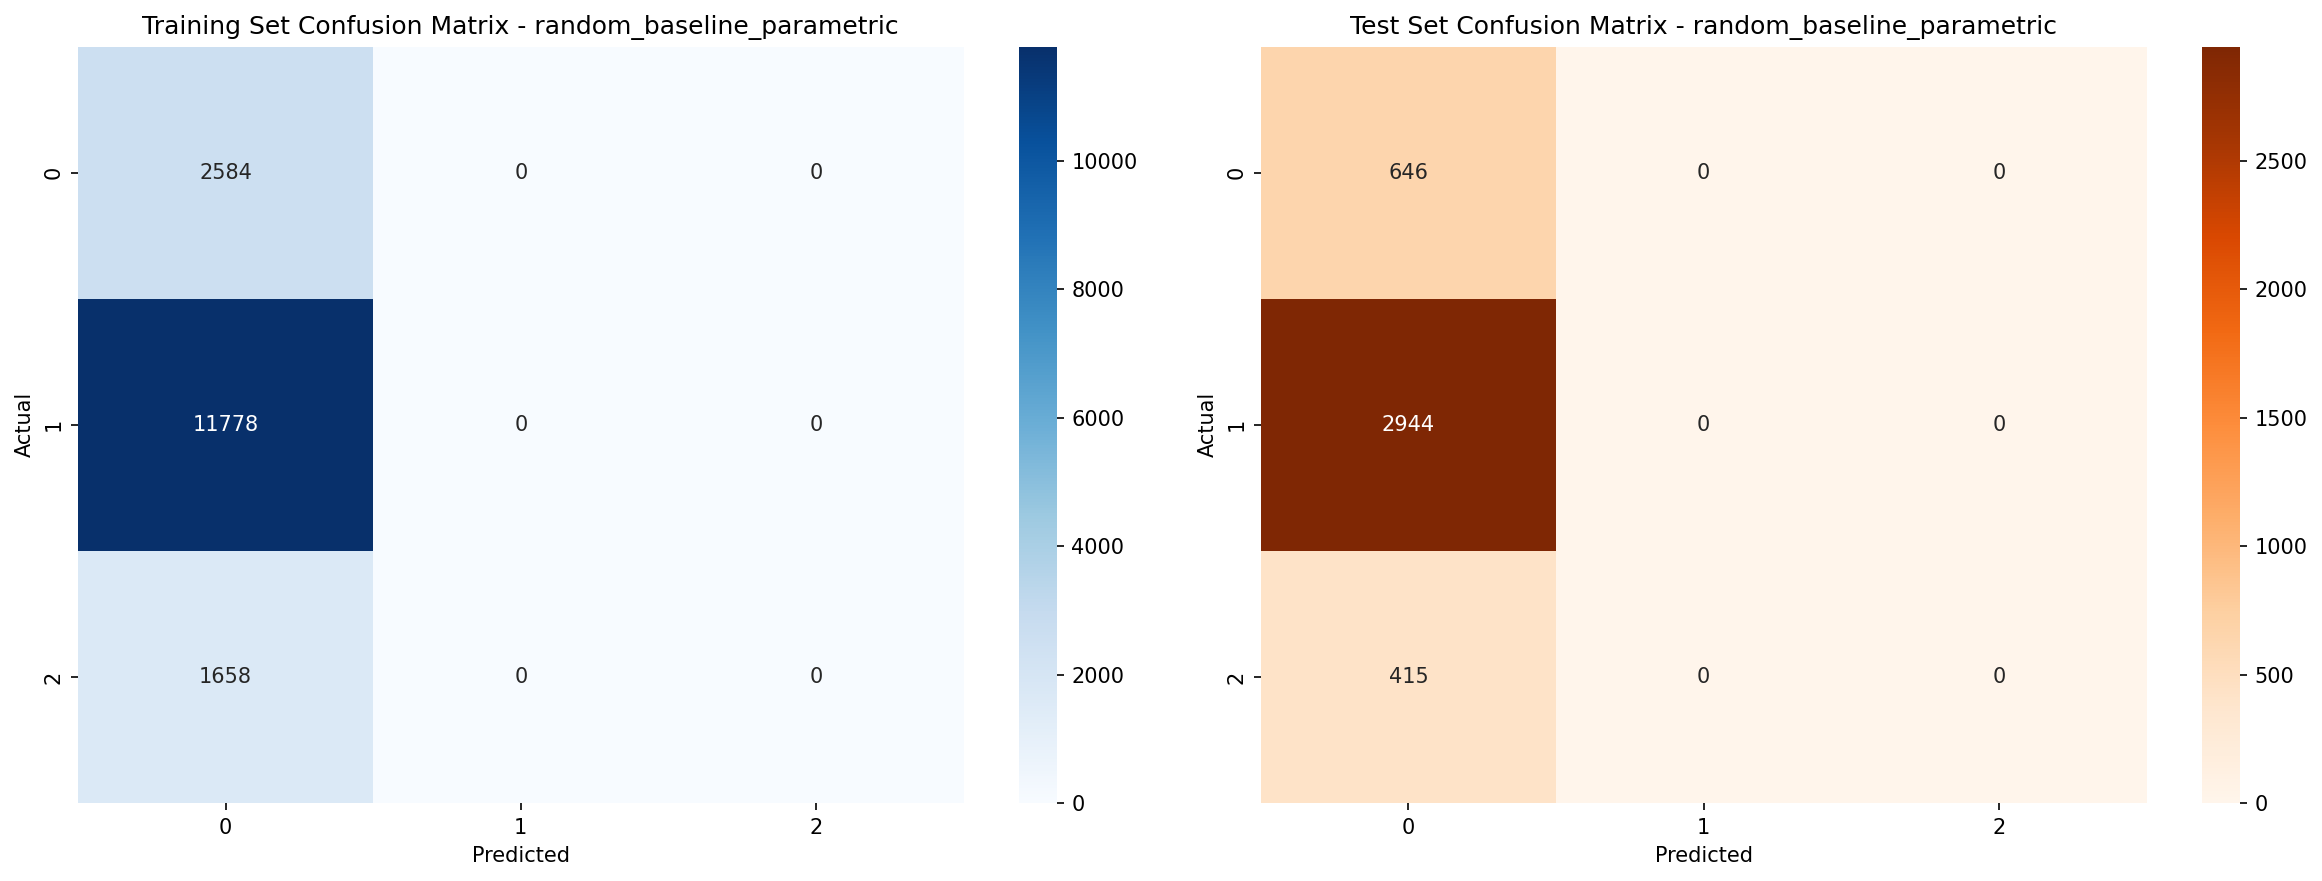 Training Set Confusion Matrix - random_baseline_parametric
Actual
0
1
2
2584 0 0
11778 0 0
1658 0 0
0 1 2
Predicted
10000
8000
6000
4000
2000
0
Test Set Confusion Matrix - random_baseline_parametric
Actual
0
1
2
646 0 0
2944 0 0
415 0 0
0 1 2
Predicted
2500
2000
1500
1000
500
0